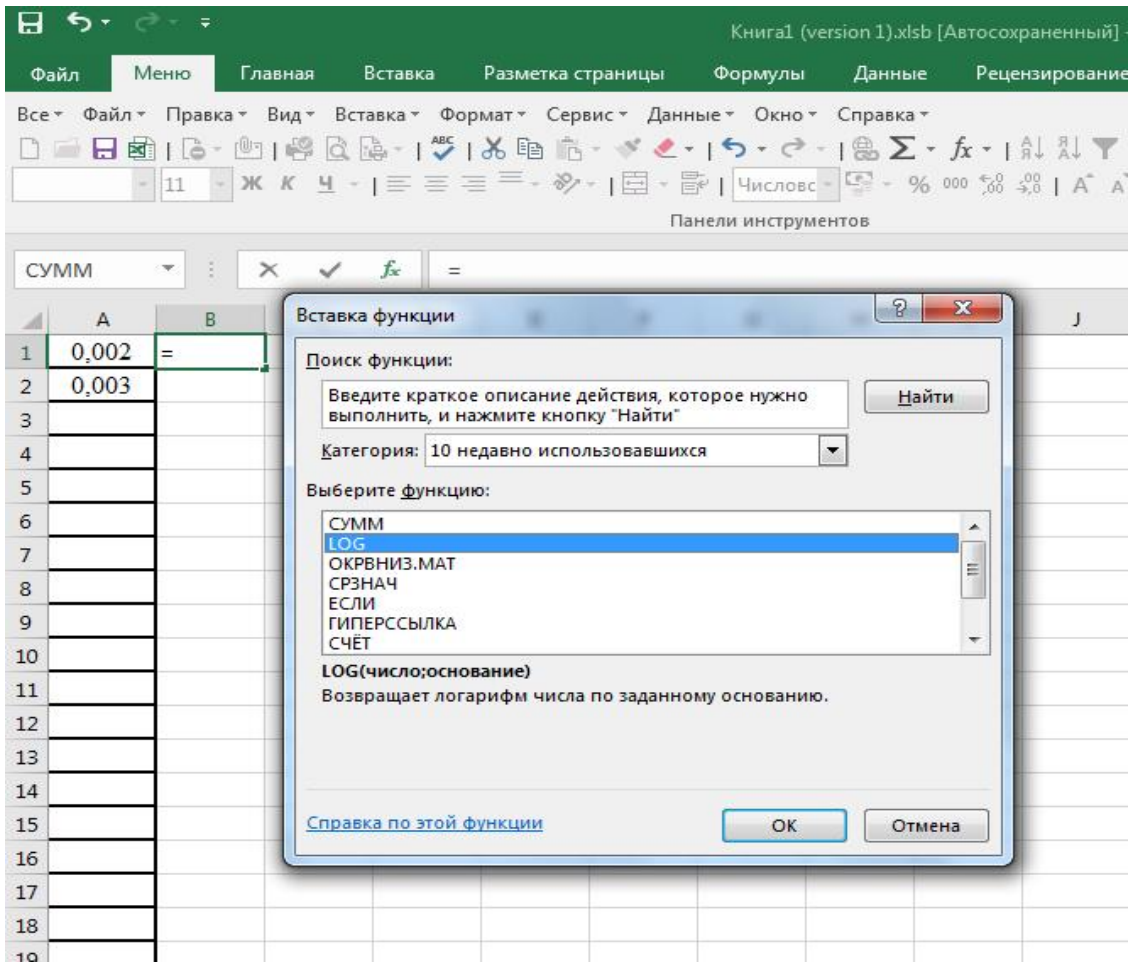 Книга1 (version 1).xlsb [Автосохраненный] -
Файл Меню Главная Вставка Разметка страницы Формулы Данные Рецензирование
Все Файл Правка Вид Вставка Формат Сервис Данные Окно Справка
ABC Σ fx
11 Ж К Ч Числовс % 000
Панели инструментов
СУММ fx =
A B J
1 0,002 =
2 0,003
3
4
5
6
7
8
9
10
11
12
13
14
15
16
17
18
19
Вставка функции
Поиск функции:
Введите краткое описание действия, которое нужно
выполнить, и нажмите кнопку "Найти"
Найти
Категория: 10 недавно использовавшихся
Выберите функцию:
СУММ
LOG
ОКРВНИЗ.МАТ
СРЗНАЧ
ЕСЛИ
ГИПЕРССЫЛКА
СЧЁТ
LOG(число;основание)
Возвращает логарифм числа по заданному основанию.
Справка по этой функции
ОК Отмена